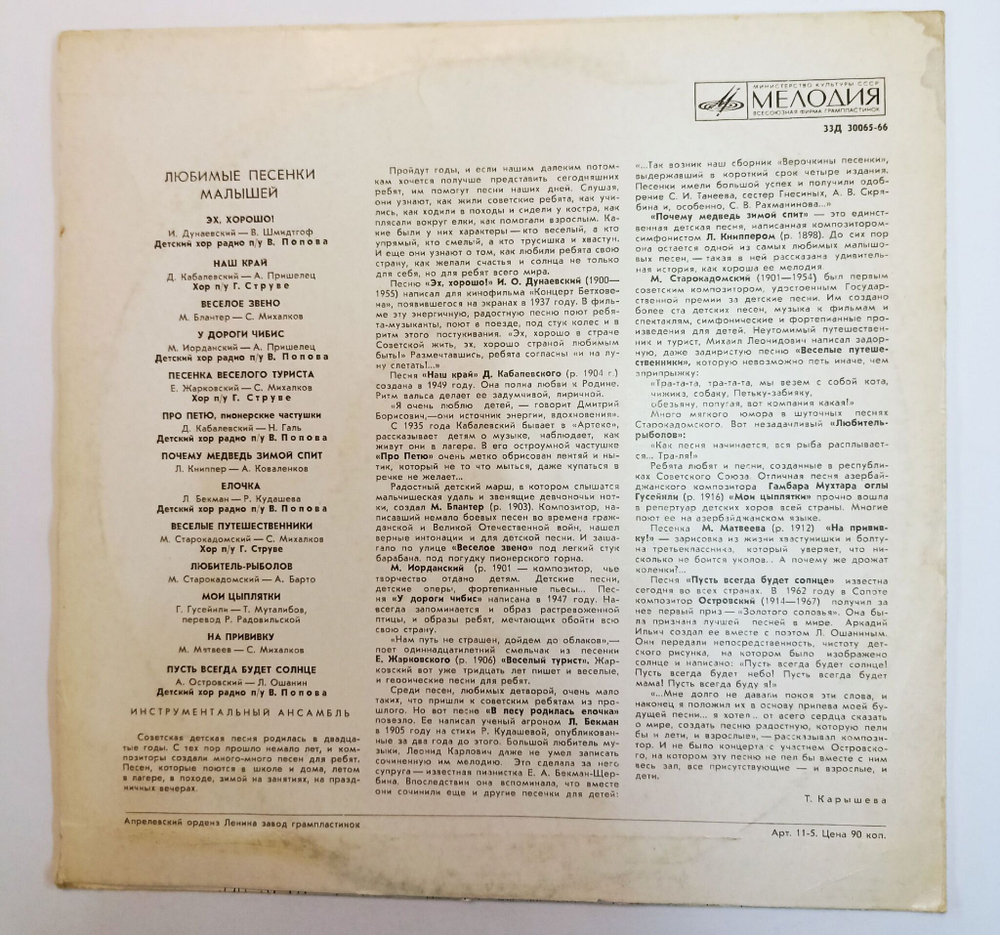 МИНИСТЕРСТВО КУЛЬТУРЫ СССР
МЕЛОДИЯ
ВСЕСОЮЗНАЯ ФИРМА ГРАМПЛАСТИНОК
33Д 30065-66
ЛЮБИМЫЕ ПЕСЕНКИ
МАЛЫШЕЙ
ЭХ, ХОРОШО!
И. Дунаевский — В. Шмидтгоф
Детский хор радио п/у В. Попова
НАШ КРАЙ
Д. Кабалевский — А. Пришелец
Хор п/у Г. Струве
ВЕСЕЛОЕ ЗВЕНО
М. Блантер — С. Михалков
У ДОРОГИ ЧИБИС
М. Иорданский — А. Пришелец
Детский хор радио п/у В. Попова
ПЕСЕНКА ВЕСЕЛОГО ТУРИСТА
Е. Жарковский — С. Михалков
Хор п/у Г. Струве
ПРО ПЕТЮ, пионерские частушки
Д. Кабалевский — Н. Галь
Детский хор радио п/у В. Попова
ПОЧЕМУ МЕДВЕДЬ ЗИМОЙ СПИТ
Л. Книппер — А. Коваленков
ЕЛОЧКА
Л. Бекман — Р. Кудашева
Детский хор радио п/у В. Попова
ВЕСЕЛЫЕ ПУТЕШЕСТВЕННИКИ
М. Старокадомский — С. Михалков
Хор п/у Г. Струве
ЛЮБИТЕЛЬ-РЫБОЛОВ
М. Старокадомский — А. Барто
МОИ ЦЫПЛЯТКИ
Г. Гусейнли — Т. Муталибов,
перевод Р. Радовильской
НА ПРИВИВКУ
М. Матвеев — С. Михалков
ПУСТЬ ВСЕГДА БУДЕТ СОЛНЦЕ
А. Островский — Л. Ошанин
Детский хор радио п/у В. Попова
ИНСТРУМЕНТАЛЬНЫЙ АНСАМБЛЬ
Советская детская песня родилась в двадца-
тые годы. С тех пор прошло немало лет, и ком-
позиторы создали много-много песен для ребят.
Песен, которые поются в школе и дома, летом
в лагере, в походе, зимой на занятиях, на празд-
ничных вечерах.
Пройдут годы, и если нашим далеким потом-
кам хочется получше представить сегодняшних
ребят, им помогут песни наших дней. Слушая,
они узнают, как жили советские ребята, как учи-
лись, как ходили в походы и сидели у костра, как
плясали вокруг елки, как помогали взрослым. Ка-
кие были у них характеры — кто веселый, а кто
упрямый, кто смелый, а кто трусишка и хвастун.
И еще они узнают о том, как любили ребята свою
страну, как желали счастья и солнца не только
для себя, но для ребят всего мира.
Песню «Эх, хорошо!» И. О. Дунаевский (1900—
1955) написал для кинофильма «Концерт Бетхове-
на», появившегося на экранах в 1937 году. В филь-
ме эту энергичную, радостную песню поют ребя-
та-музыканты, поют в поезде, под стук колес и в
ритм этого постукивания. «Эх, хорошо в стране
Советской жить, эх, хорошо страной любимым
быть!» Размечтавшись, ребята согласны «и на лу-
ну слетать!...»
Песня «Наш край» Д. Кабалевского (р. 1904 г.)
создана в 1949 году. Она полна любви к Родине.
Ритм вальса делает ее задумчивой, лиричной.
«Я очень люблю детей, — говорит Дмитрий
Борисович,—они источник энергии, вдохновения».
С 1935 года Кабалевский бывает в «Артеке»,
рассказывает детям о музыке, наблюдает, как
живут они в лагере. В его остроумной частушке
«Про Петю» очень метко обрисован лентяй и ны-
тик, который не то что мыться, даже купаться в
речке не желает...
Радостный детский марш, в котором слышатся
мальчишеская удаль и звенящие девчоночьи нот-
ки, создал М. Блантер (р. 1903). Композитор, на-
писавший немало боевых песен во времена граж-
данской и Великой Отечественной войн, нашел
верные интонации и для детской песни. И заша-
гало по улице «Веселое звено» под легкий стук
барабана, под погудку пионерского горна.
М. Иорданский (р. 1901 — композитор, чье
творчество отдано детям. Детские песни,
детские оперы, фортепианные пьесы... Пес-
ня «У дороги чибис» написана в 1947 году. На-
всегда запоминается и образ растревоженной
птицы, и образы ребят, мечтающих обойти всю
свою страну.
«Нам путь не страшен, дойдем до облаков»,—
поет одиннадцатилетний смельчак из песенки
Е. Жарковского (р. 1906) «Веселый турист». Жар-
ковский вот уже тридцать лет пишет и веселые,
и героические песни для ребят.
Среди песен, любимых детворой, очень мало
таких, что пришли к советским ребятам из про-
шлого. Но вот песне «В лесу родилась елочка»
повезло. Ее написал ученый агроном Л. Бекман
в 1905 году на стихи Р. Кудашевой, опубликован-
ные за два года до этого. Большой любитель му-
зыки, Леонид Карлович даже не умел записать
сочиненную им мелодию. Это сделала за него
супруга — известная пианистка Е. А. Бекман-Щер-
бина. Впоследствии она вспоминала, что вместе
они сочинили еще и другие песенки для детей:
«...Так возник наш сборник «Верочкины песенки»,
выдержавший в короткий срок четыре издания.
Песенки имели большой успех и получили одоб-
рение С. И. Танеева, сестер Гнесиных, А. В. Скря-
бина и, особенно, С. В. Рахманинова...»
«Почему медведь зимой спит» — это единст-
венная детская песня, написанная композитором-
симфонистом Л. Книппером (р. 1898). До сих пор
она остается одной из самых любимых малышо-
вых песен, — такая в ней рассказана удивитель-
ная история, как хороша ее мелодия.
М. Старокадомский (1901—1954) был первым
советским композитором, удостоенным Государ-
ственной премии за детские песни. Им создано
более ста детских песен, музыка к фильмам и
спектаклям, симфонические и фортепианные про-
изведения для детей. Неутомимый путешествен-
ник и турист, Михаил Леонидович написал задор-
ную, даже задиристую песню «Веселые путеше-
ственники», которую невозможно петь иначе, чем
вприпрыжку:
«Тра-та-та, тра-та-та, мы везем с собой кота,
чижика, собаку, Петьку-забияку,
обезьяну, попугая, вот компания какая!»
Много мягкого юмора в шуточных песнях
Старокадомского. Вот незадачливый «Любитель-
рыболов»:
«Как песня начинается, вся рыба расплывает-
ся... Тра-ля!»
Ребята любят и песни, созданные в республи-
ках Советского Союза. Отличная песня азербай-
джанского композитора Гамбара Мухтара оглы
Гусейнли (р. 1916) «Мои цыплятки» прочно вошла
в репертуар детских хоров всей страны. Многие
поют ее на азербайджанском языке.
Песенка М. Матвеева (р. 1912) «На привив-
ку!» — зарисовка из жизни хвастунишки и болту-
на третьеклассника, который уверяет, что ни-
сколько не боится уколов.. А почему же дрожат
коленки?...
Песня «Пусть всегда будет солнце» известна
сегодня во всех странах. В 1962 году в Сопоте
композитор Островский (1914—1967) получил за
нее первый приз — «Золотого соловья». Она бы-
ла признана лучшей песней в мире. Аркадий
Ильич создал ее вместе с поэтом Л. Ошаниным.
Они передали непосредственность, чистоту дет-
ского рисунка, на котором было изображено
солнце и написано: «Пусть всегда будет солнце!
Пусть всегда будет небо! Пусть всегда будет
мама! Пусть всегда буду я!»
«...Мне долго не давали покоя эти слова, и
наконец я положил их в основу припева моей бу-
дущей песни... я хотел .. от всего сердца сказать
о мире, создать песню радостную, которую пели
бы и дети, и взрослые», — рассказывал компози-
тор. И не было концерта с участием Островско-
го, на котором эту песню не пел бы вместе с ним
весь зал, все присутствующие — и взрослые, и
дети.
Т. Карышева
Апрелевский ордена Ленина завод грампластинок
Арт. 11-5. Цена 90 коп.